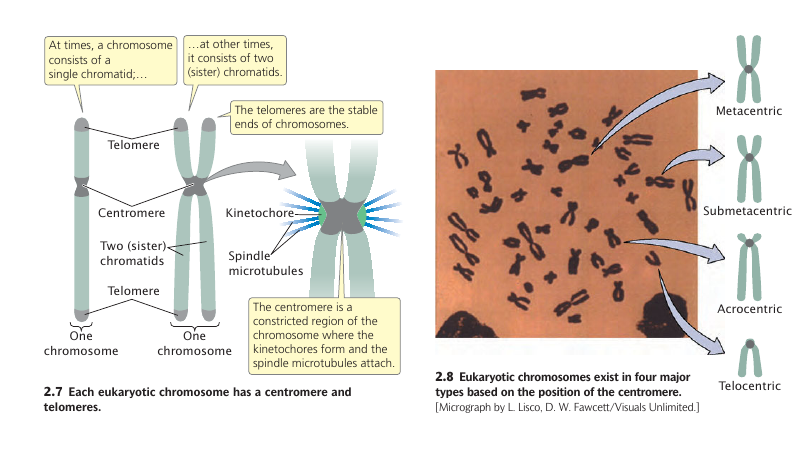 At times, a chromosome
consists of a
single chromatid;…
…at other times,
it consists of two
(sister) chromatids.
The telomeres are the stable
ends of chromosomes.
Telomere
Centromere
Kinetochore
Two (sister)
chromatids
Spindle
microtubules
Telomere
The centromere is a
constricted region of the
chromosome where the
kinetochores form and the
spindle microtubules attach.
One
chromosome
One
chromosome
2.7 Each eukaryotic chromosome has a centromere and
telomeres.
Metacentric
Submetacentric
Acrocentric
Telocentric
2.8 Eukaryotic chromosomes exist in four major
types based on the position of the centromere.
[Micrograph by L. Lisco, D. W. Fawcett/Visuals Unlimited.]